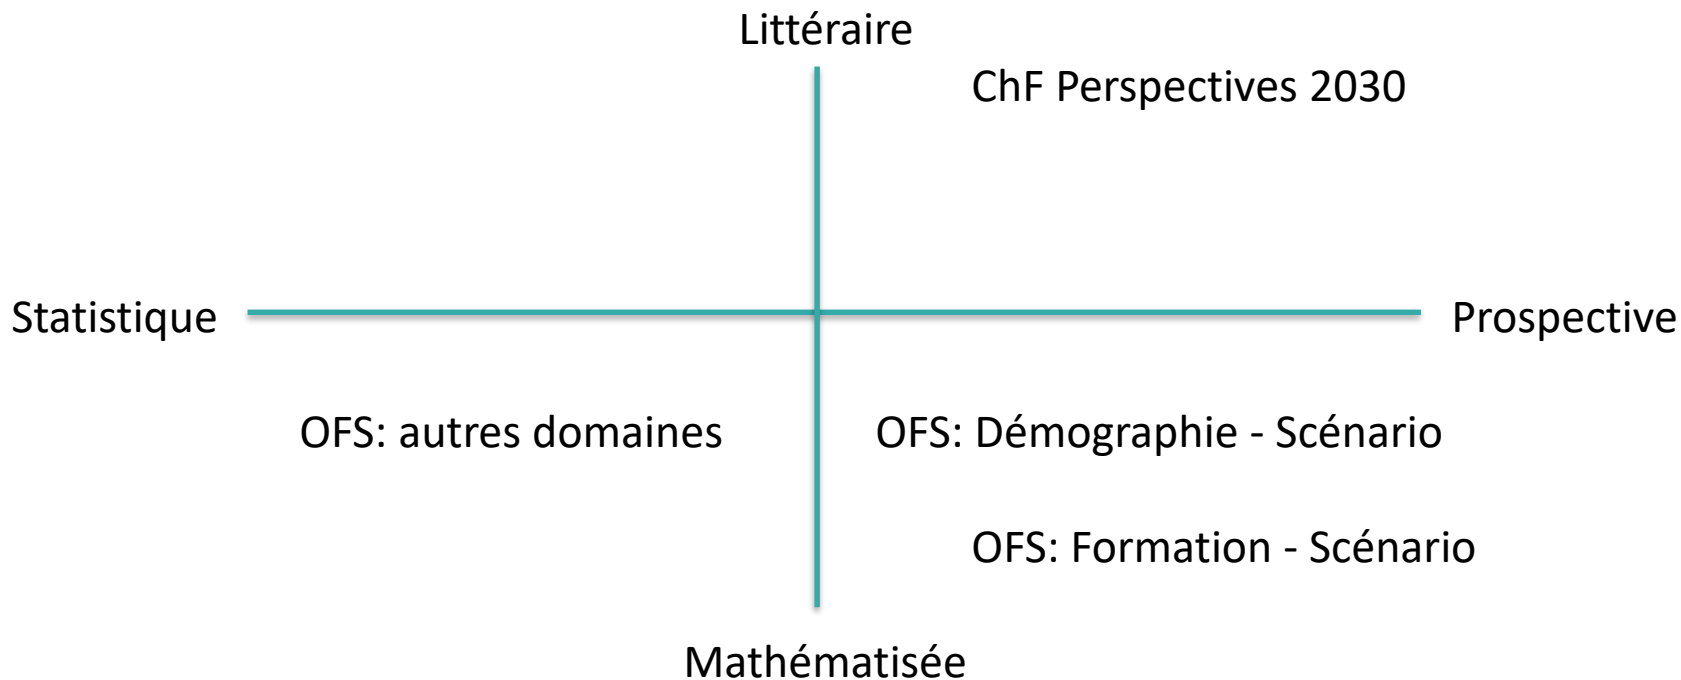 Littéraire
ChF Perspectives 2030
Statistique
Prospective
OFS: autres domaines
OFS: Démographie - Scénario
OFS: Formation - Scénario
Mathématisée